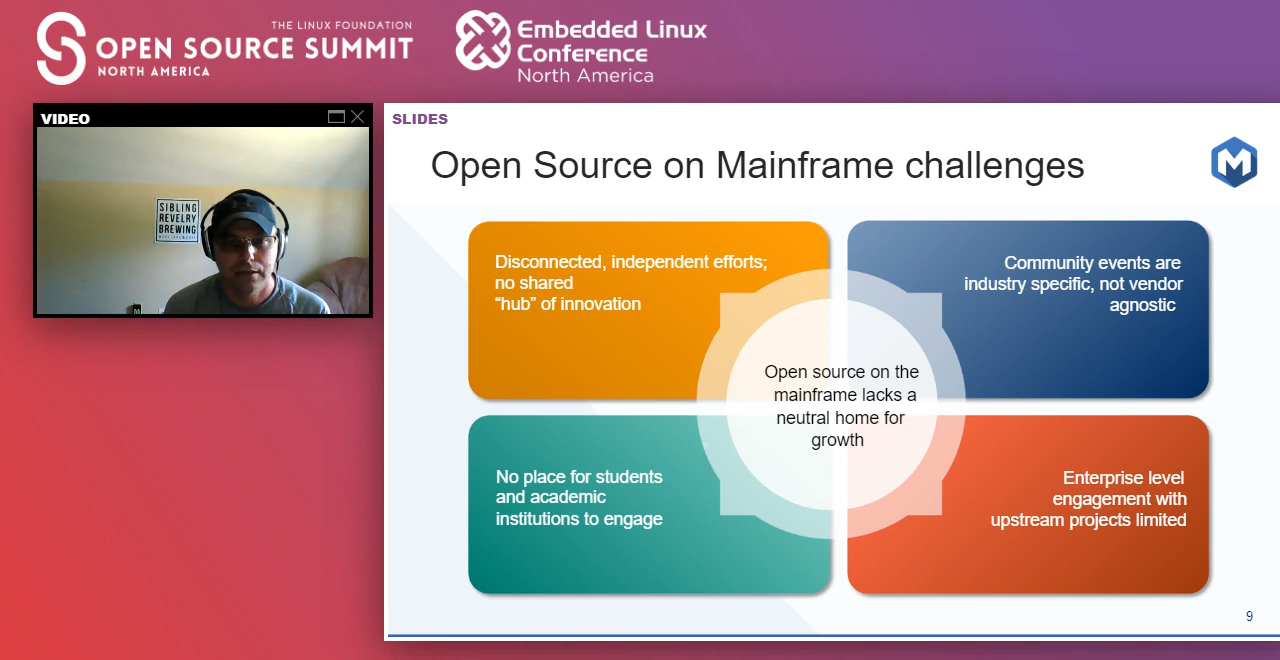 THE LINUX FOUNDATION
OPEN SOURCE SUMMIT
NORTH AMERICA
Embedded Linux
Conference
North America
VIDEO
SIBLING
REVELRY
BREWING
SLIDES
Open Source on Mainframe challenges
Disconnected, independent efforts;
no shared
“hub” of innovation
Community events are
industry specific, not vendor
agnostic
Open source on the
mainframe lacks a
neutral home for
growth
No place for students
and academic
institutions to engage
Enterprise level
engagement with
upstream projects limited
9